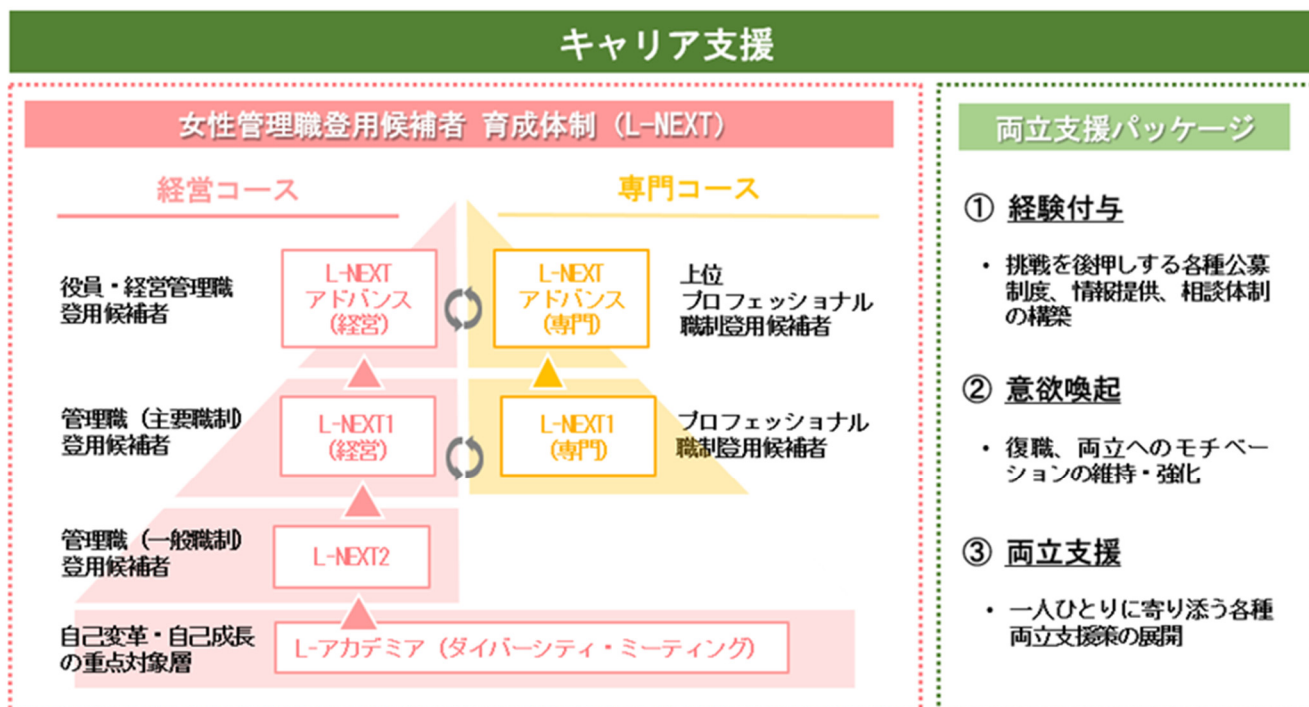 キャリア支援
女性管理職登用候補者 育成体制（L-NEXT）
経営コース
専門コース
役員・経営管理職
登用候補者
L-NEXT
アドバンス
(経営)
L-NEXT
アドバンス
(専門)
上位
プロフェッショナル
職制登用候補者
管理職（主要職制)
登用候補者
L-NEXT1
(経営)
L-NEXT1
(専門)
プロフェッショナル
職制登用候補者
管理職（一般職制)
登用候補者
L-NEXT2
自己変革・自己成長
の重点対象層
L-アカデミア（ダイバーシティ・ミーティング）
両立支援パッケージ
① 経験付与
・ 挑戦を後押しする各種公募
制度、情報提供、相談体制
の構築
② 意欲喚起
・ 復職、両立へのモチベー
ションの維持・強化
③ 両立支援
・ 一人ひとりに寄り添う各種
両立支援策の展開